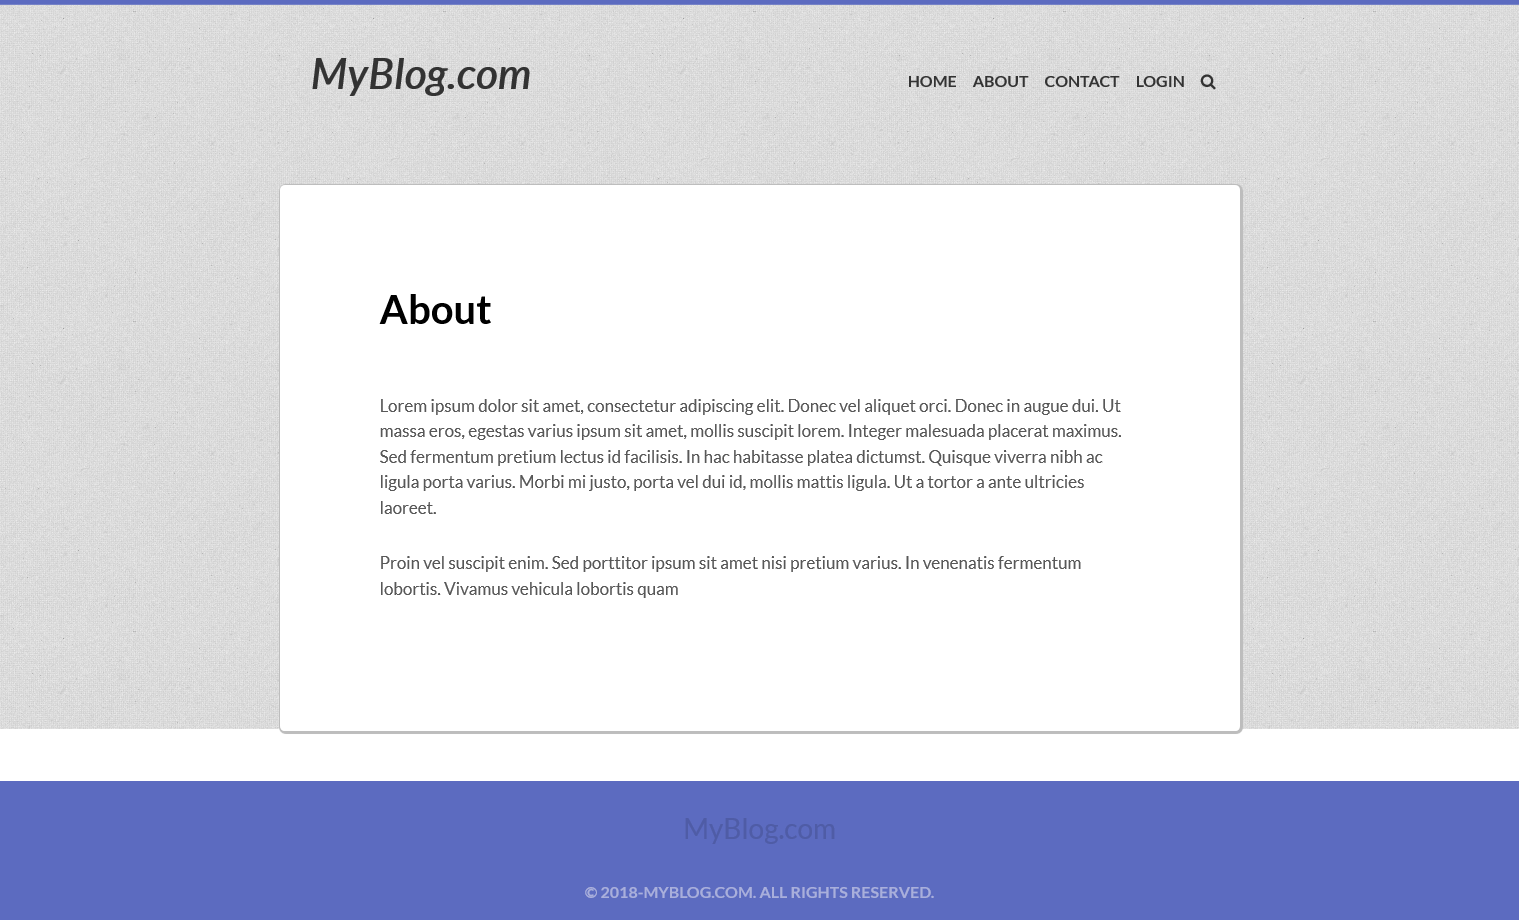 MyBlog.com
HOME ABOUT CONTACT LOGIN
About
Lorem ipsum dolor sit amet, consectetur adipiscing elit. Donec vel aliquet orci. Donec in augue dui. Ut
massa eros, egestas varius ipsum sit amet, mollis suscipit lorem. Integer malesuada placerat maximus.
Sed fermentum pretium lectus id facilisis. In hac habitasse platea dictumst. Quisque viverra nibh ac
ligula porta varius. Morbi mi justo, porta vel dui id, mollis mattis ligula. Ut a tortor a ante ultricies
laoreet.
Proin vel suscipit enim. Sed porttitor ipsum sit amet nisi pretium varius. In venenatis fermentum
lobortis. Vivamus vehicula lobortis quam
MyBlog.com
© 2018-MYBLOG.COM. ALL RIGHTS RESERVED.